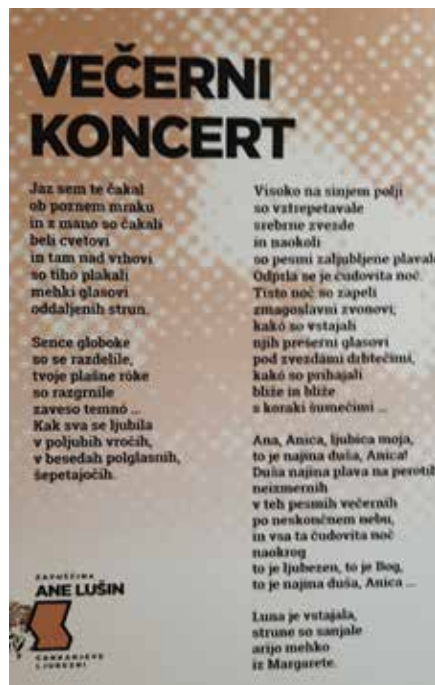 VEČERNI
KONCERT
Jaz sem te čakal
ob poznem mraku
in z mano so čakali
beli cvetovi
in tam nad vrhovi
so tiho plakali
mehki glasovi
oddaljenih strun.
Sence globoke
so se razdelile,
tvoje plašne róke
so razgrnile
zaveso temno ...
Kak sva se ljubila
v poljubih vročih,
v besedah polglasnih,
šepetajočih.
Visoko na sinjem polji
so vztrepetavale
srebrne zvezde
in naokoli
so pesmi zaljubljene plavale
Odprla se je čudovita noč.
Tisto noč so zapeli
zmagoslavni zvonovi;
kakó so vstajali
njih prešerni glasovi
pod zvezdami drhtečimi,
kakó so prihajali
bliže in bliže
s koraki šumečimi ...
Ana, Anica, ljubica moja,
to je najina duša, Anica!
Duša najina plava na perotih
neizmernih
v teh pesmih večernih
po neskončnem nebu,
in vsa ta čudovita noč
naokrog
to je ljubezen, to je Bog,
to je najina duša, Anica ...
Luna je vstajala,
strune so sanjale
arijo mehko
iz Margarete.
ZAPUŠČINA
ANE LUŠIN
CANKARJEVE
LJUBEZNI